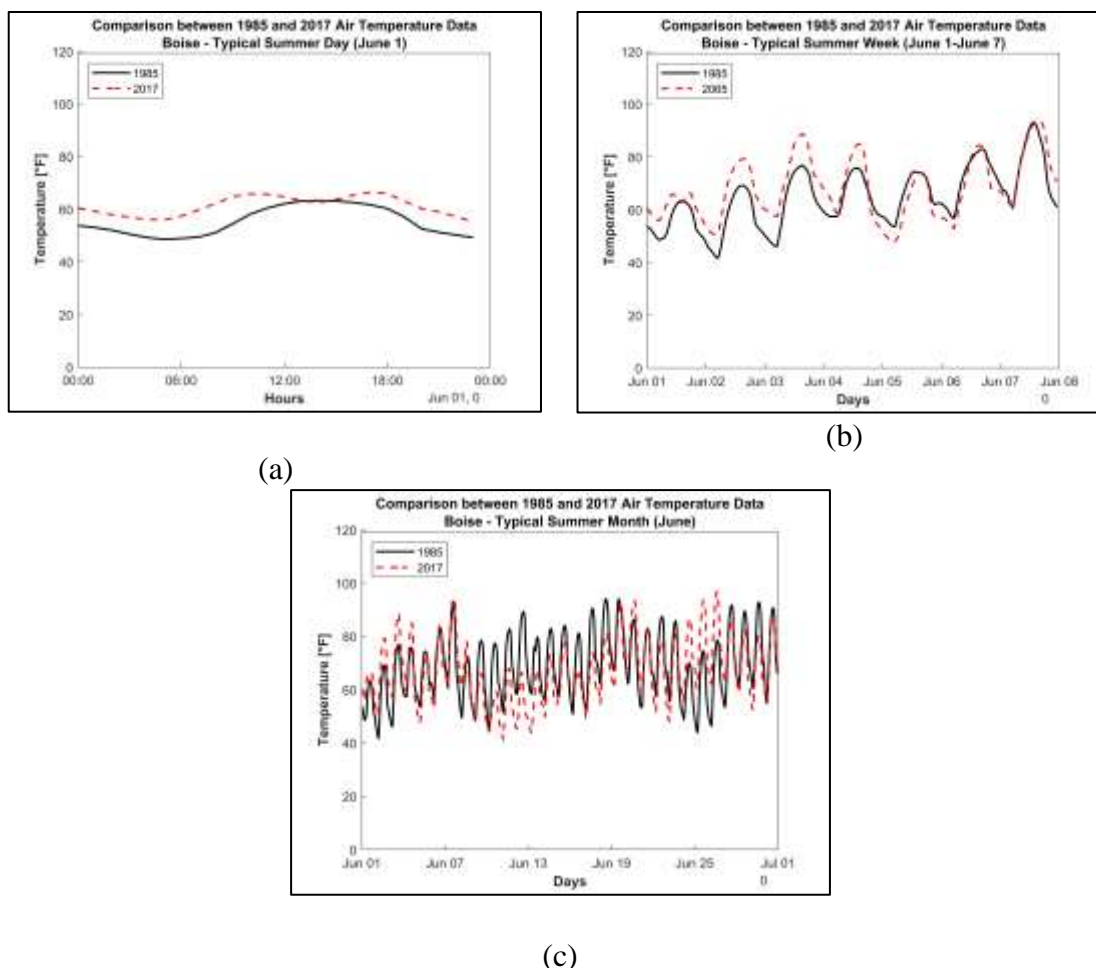 Comparison between 1985 and 2017 Air Temperature Data
Boise - Typical Summer Day (June 1)
120
100
80
60
40
20
0
Temperature [°F]
1985
2017
00:00 06:00 12:00 18:00 00:00
Hours
Jun 01, 0
(a)
Comparison between 1985 and 2017 Air Temperature Data
Boise - Typical Summer Week (June 1-June 7)
120
100
80
60
40
20
0
Temperature [°F]
1985
2065
Jun 01 Jun 02 Jun 03 Jun 04 Jun 05 Jun 06 Jun 07 Jun 08
Days
0
(b)
Comparison between 1985 and 2017 Air Temperature Data
Boise - Typical Summer Month (June)
120
100
80
60
40
20
0
Temperature [°F]
1985
2017
Jun 01 Jun 07 Jun 13 Jun 19 Jun 25 Jul 01
Days
0
(c)